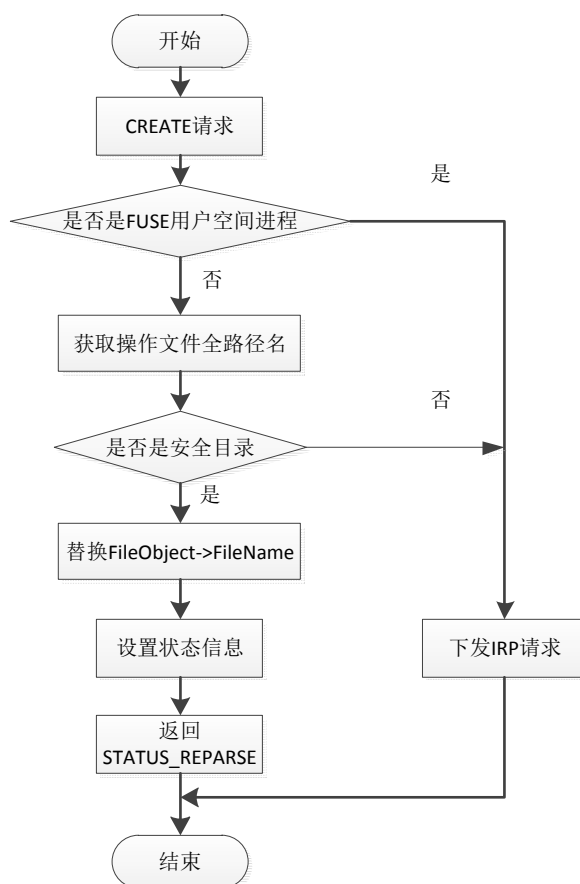 开始
CREATE请求
是
是否是FUSE用户空间进程
否
获取操作文件全路径名
否
是否是安全目录
是
替换FileObject->FileName
设置状态信息
下发IRP请求
返回
STATUS_REPARSE
结束